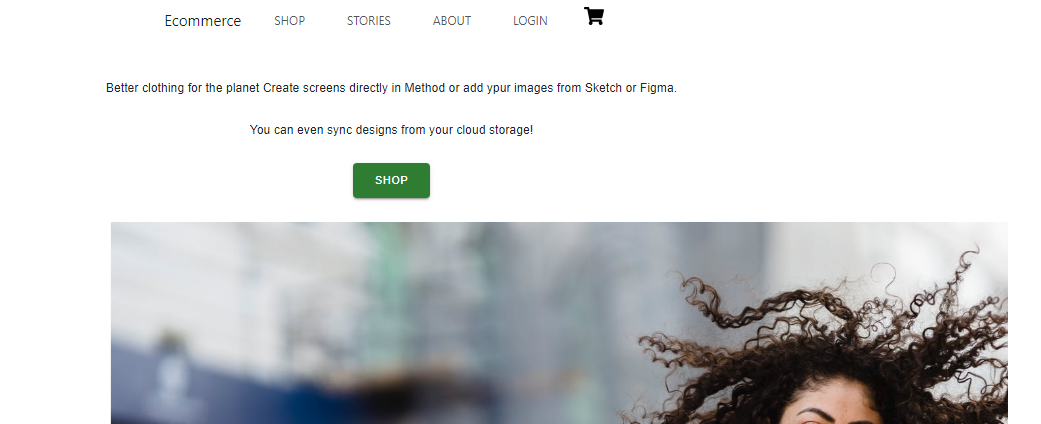 Ecommerce SHOP STORIES ABOUT LOGIN
Better clothing for the planet Create screens directly in Method or add ypur images from Sketch or Figma.
You can even sync designs from your cloud storage!
SHOP